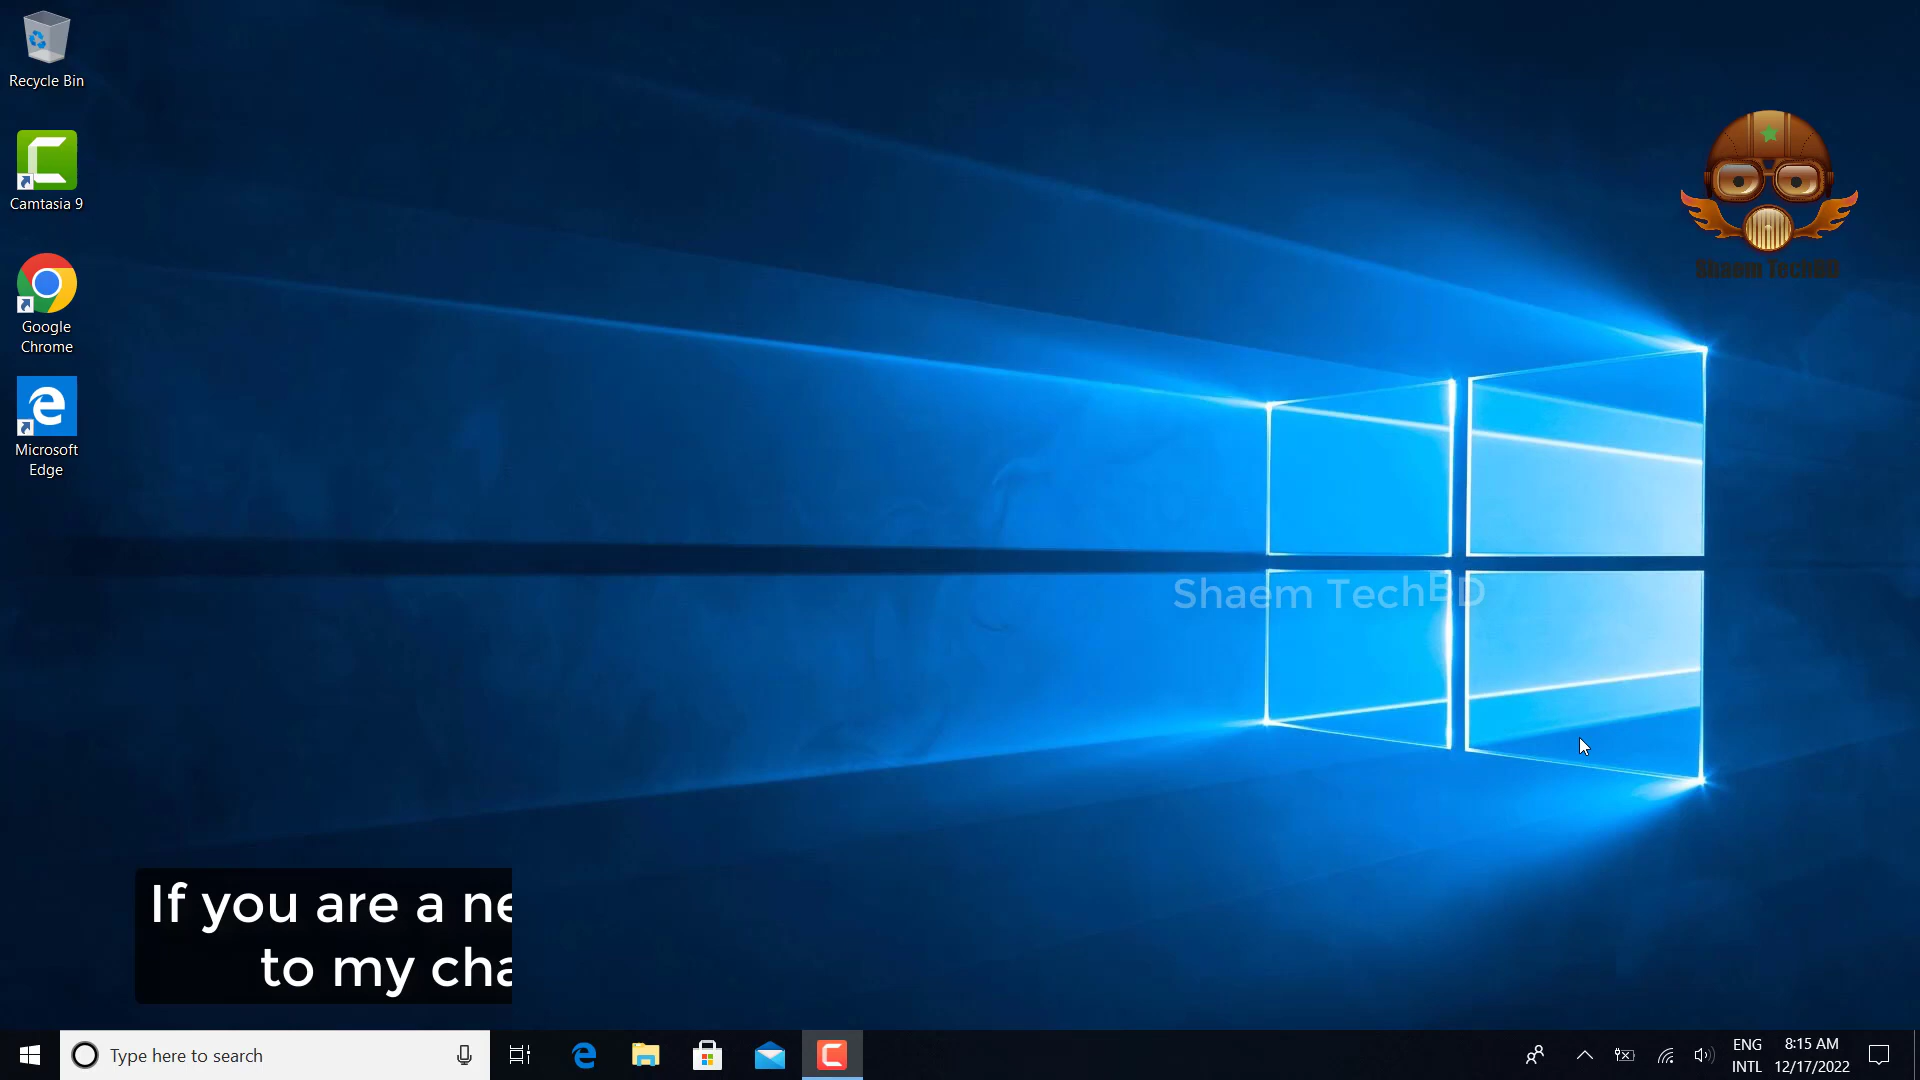 Recycle Bin
Camtasia 9
Google
Chrome
Microsoft
Edge
Shaem TechBD
Shaem TechBD
If you are a ne
to my cha
Type here to search
ENG
INTL
8:15 AM
12/17/2022